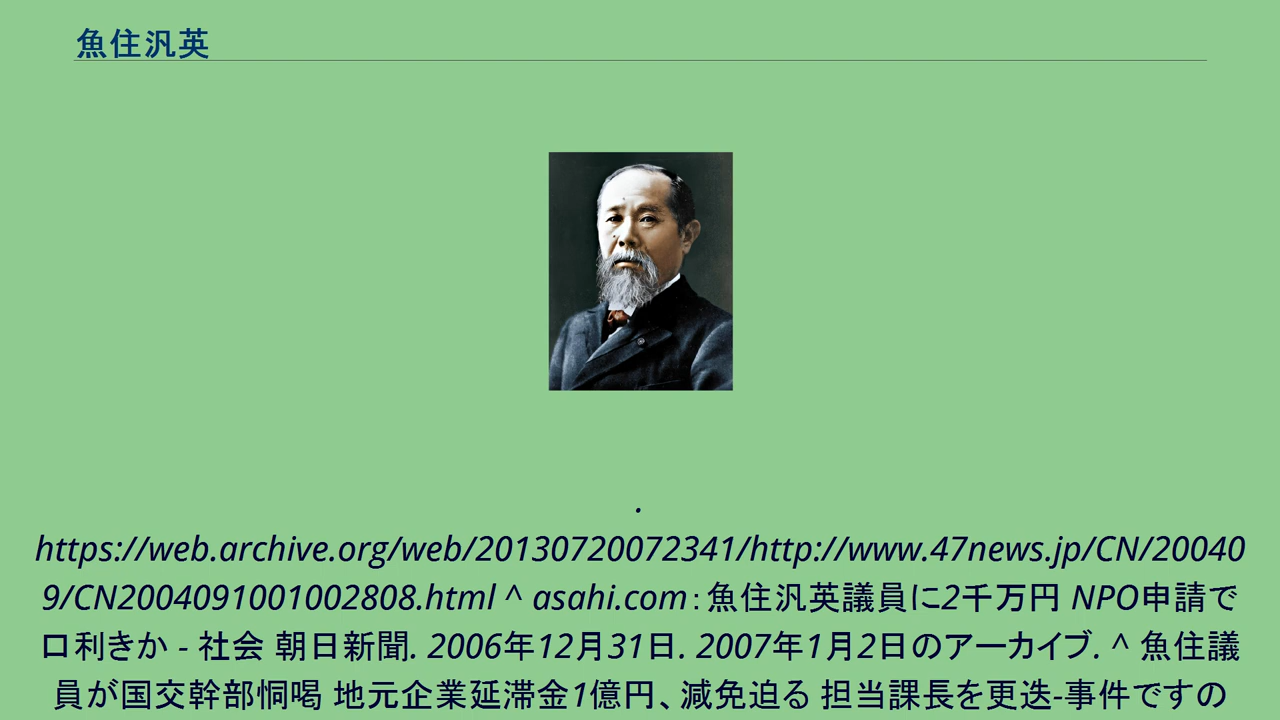 魚住汎英
.
https://web.archive.org/web/20130720072341/http://www.47news.jp/CN/20040
9/CN2004091001002808.html ^ asahi.com：魚住汎英議員に2千万円 NPO申請で
口利きか - 社会 朝日新聞. 2006年12月31日. 2007年1月2日のアーカイブ. ^ 魚住議
員が国交幹部恫喝 地元企業延滞金1億円、減免迫る 担当課長を更迭-事件ですの